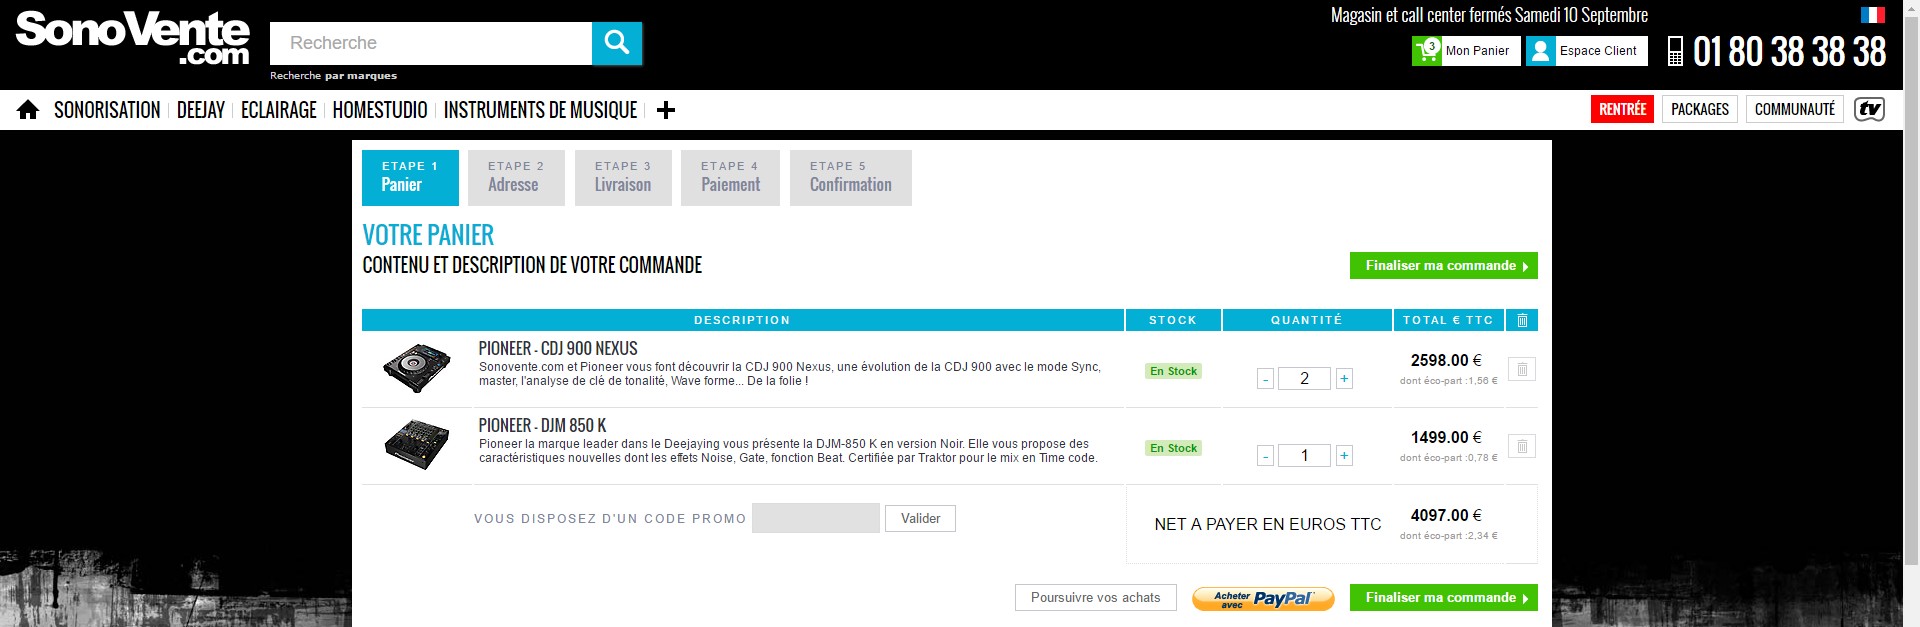 SonoVente
.com
Recherche
Recherche par marques
Magasin et call center fermés Samedi 10 Septembre
3
Mon Panier
Espace Client
01 80 38 38 38
SONORISATION
DEEJAY
ECLAIRAGE
HOMESTUDIO
INSTRUMENTS DE MUSIQUE
RENTRÉE
PACKAGES
COMMUNAUTÉ
tv
ETAPE 1
Panier
ETAPE 2
Adresse
ETAPE 3
Livraison
ETAPE 4
Paiement
ETAPE 5
Confirmation
VOTRE PANIER
CONTENU ET DESCRIPTION DE VOTRE COMMANDE
Finaliser ma commande
DESCRIPTION
STOCK
QUANTITÉ
TOTAL € TTC
PIONEER - CDJ 900 NEXUS
Sonovente.com et Pioneer vous font découvrir la CDJ 900 Nexus, une évolution de la CDJ 900 avec le mode Sync,
master, l'analyse de clé de tonalité, Wave forme... De la folie !
En Stock
- 2 +
2598.00 €
dont éco-part :1,56 €
PIONEER - DJM 850 K
Pioneer la marque leader dans le Deejaying vous présente la DJM-850 K en version Noir. Elle vous propose des
caractéristiques nouvelles dont les effets Noise, Gate, fonction Beat. Certifiée par Traktor pour le mix en Time code.
En Stock
- 1 +
1499.00 €
dont éco-part :0,78 €
VOUS DISPOSEZ D'UN CODE PROMO
Valider
NET A PAYER EN EUROS TTC
4097.00 €
dont éco-part :2,34 €
Poursuivre vos achats
Acheter
avec
PayPal
Finaliser ma commande